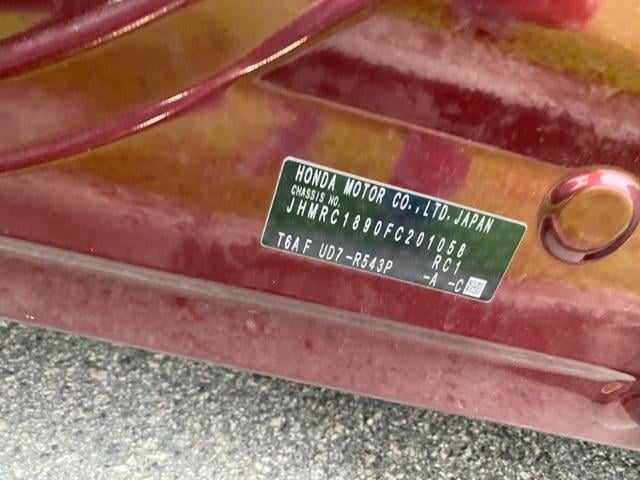 HONDA MOTOR CO.,LTD.JAPAN
CHASSIS NO.
JHMRC1890FC201058
RC1
T6AF UD7-R543P -A -C